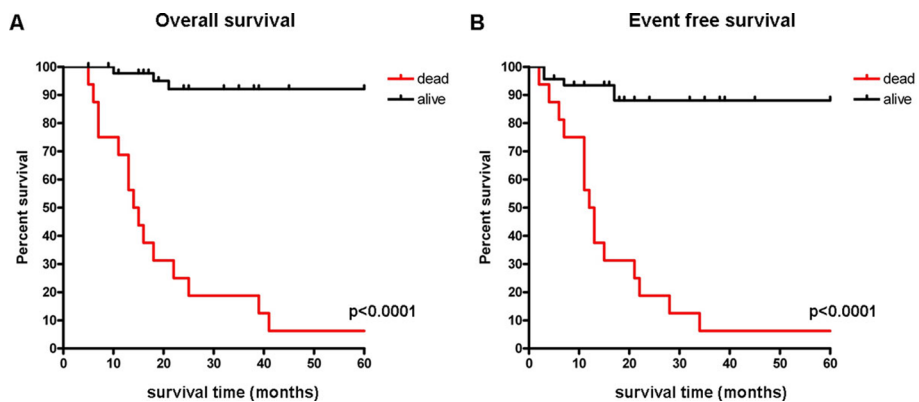 A
Overall survival
100
90
80
70
60
50
40
30
20
10
0
Percent survival
0 10 20 30 40 50 60
survival time (months)
dead
alive
p<0.0001
B
Event free survival
100
90
80
70
60
50
40
30
20
10
0
Percent survival
0 10 20 30 40 50 60
survival time (months)
dead
alive
p<0.0001